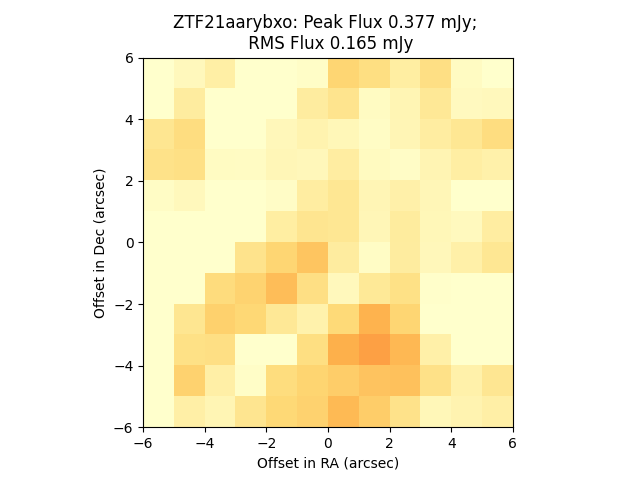 ZTF21aarybxo: Peak Flux 0.377 mJy;
RMS Flux 0.165 mJy
6
4
2
0
−2
−4
−6
Offset in Dec (arcsec)
−6 −4 −2 0 2 4 6
Offset in RA (arcsec)